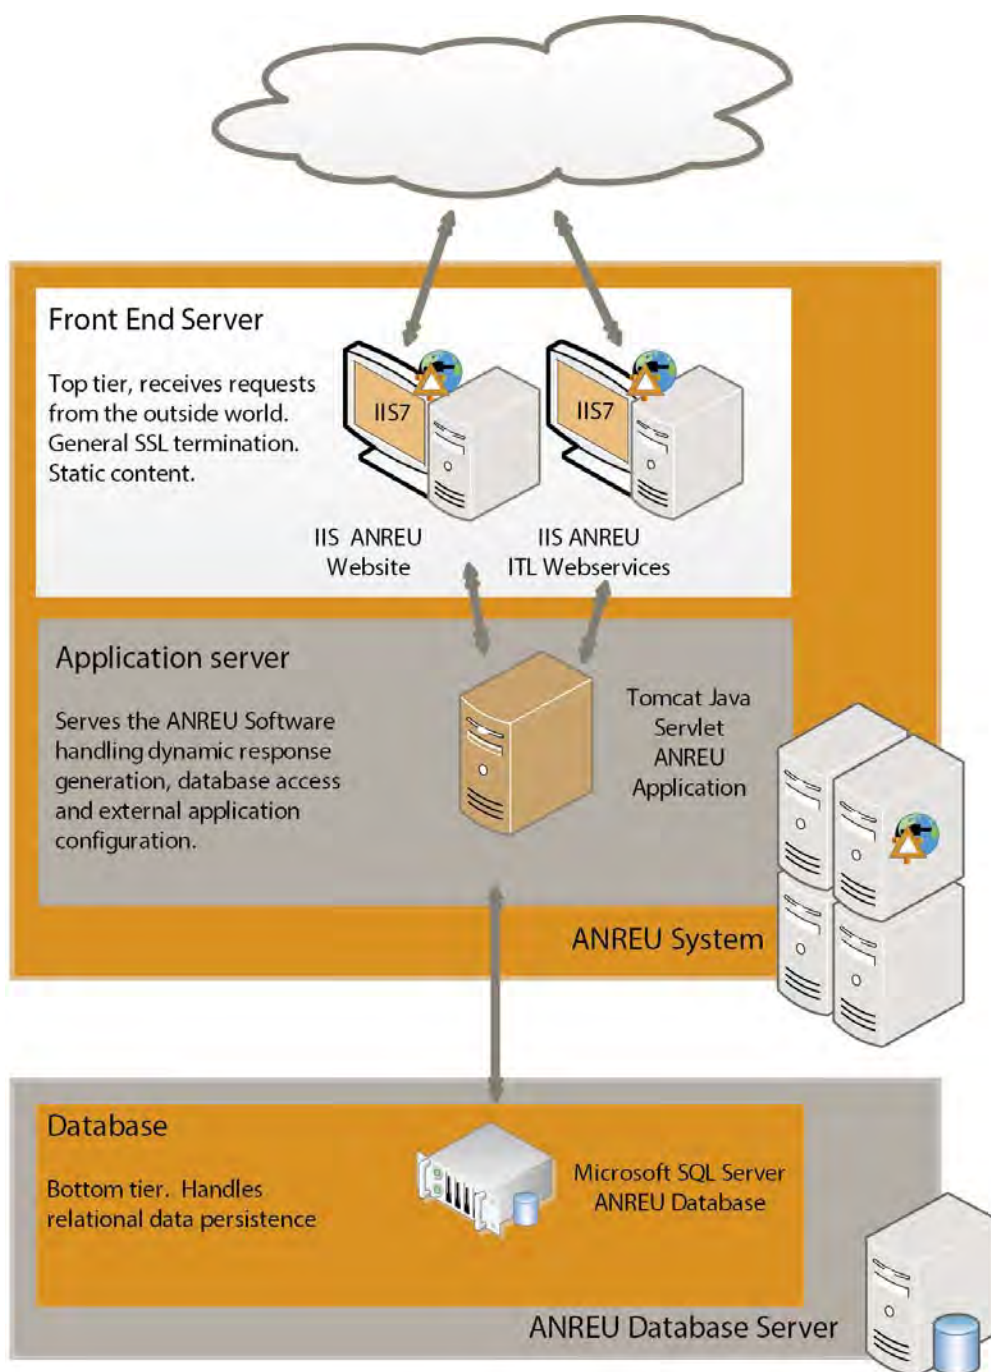 Front End Server
Top tier, receives requests
from the outside world.
General SSL termination.
Static content.
IIS7
IIS7
IIS ANREU
Website
IIS ANREU
ITL Webservices
Application server
Serves the ANREU Software
handling dynamic response
generation, database access
and external application
configuration.
Tomcat Java
Servlet
ANREU
Application
ANREU System
Database
Bottom tier. Handles
relational data persistence
Microsoft SQL Server
ANREU Database
ANREU Database Server